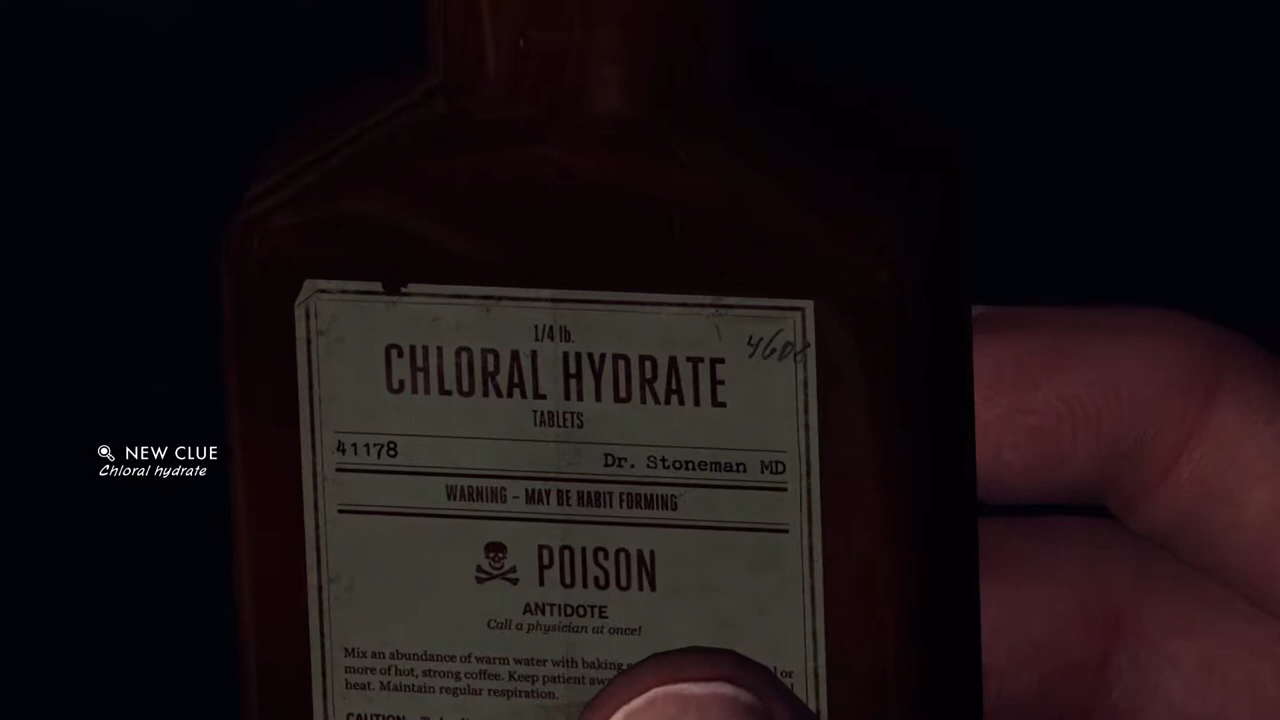 1/4 lb.
CHLORAL HYDRATE
TABLETS
41178
Dr. Stoneman MD
WARNING – MAY BE HABIT FORMING
POISON
ANTIDOTE
Call a physician at once!
Mix an abundance of warm water with baking or
more of hot, strong coffee. Keep patient
heat. Maintain regular respiration.
CAUTION
NEW CLUE
Chloral hydrate